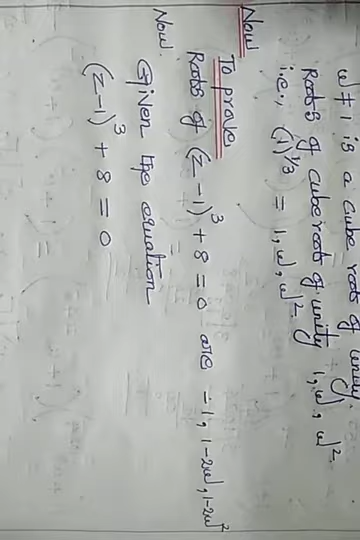 ω ≠ 1 is a cube roots of unity.
Roots of cube roots of unity 1, ω, ω².
i.e., (1)^1/3 = 1, ω, ω².
Now
To prove
Roots of (z - 1)³ + 8 = 0 are -1, 1-2ω, 1-2ω²
Now.
Given the equation
(z - 1)³ + 8 = 0